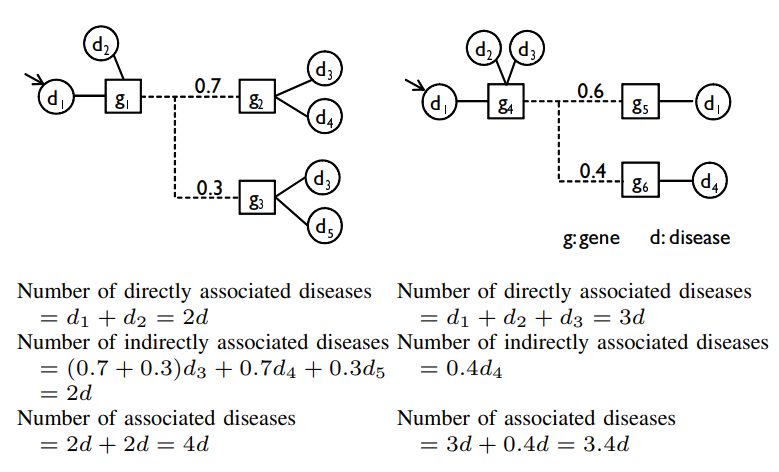 d₂
d₁
g₁
0.7
g₂
d₃
d₄
0.3
g₃
d₃
d₅
d₂
d₃
d₁
g₄
0.6
g₅
d₁
0.4
g₆
d₄
g:gene d: disease
Number of directly associated diseases
= d₁ + d₂ = 2d
Number of indirectly associated diseases
= (0.7 + 0.3)d₃ + 0.7d₄ + 0.3d₅
= 2d
Number of associated diseases
= 2d + 2d = 4d
Number of directly associated diseases
= d₁ + d₂ + d₃ = 3d
Number of indirectly associated diseases
= 0.4d₄
Number of associated diseases
= 3d + 0.4d = 3.4d